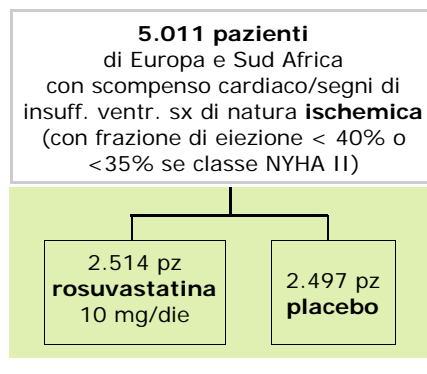 5.011 pazienti
di Europa e Sud Africa
con scompenso cardiaco/segni di
insuff. ventr. sx di natura ischemica
(con frazione di eiezione < 40% o
<35% se classe NYHA II)
2.514 pz
rosuvastatina
10 mg/die
2.497 pz
placebo